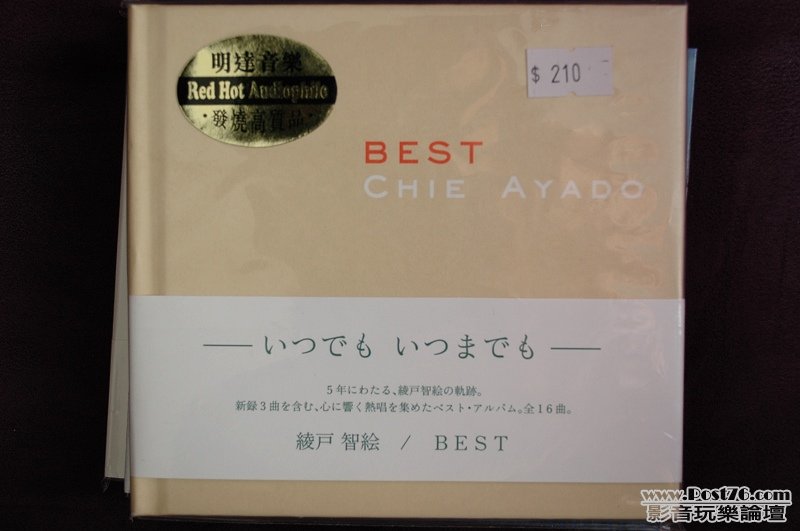 明達音樂
Red Hot Audiophile
·發燒高質品·
$ 210
BEST
CHIE AYADO
いつでも いつまでも
5年にわたる、綾戸智絵の軌跡。
新録3曲を含む、心に響く熱唱を集めたベスト・アルバム。全16曲。
綾戸 智絵 / BEST
www.Post76.com
影音玩樂論壇